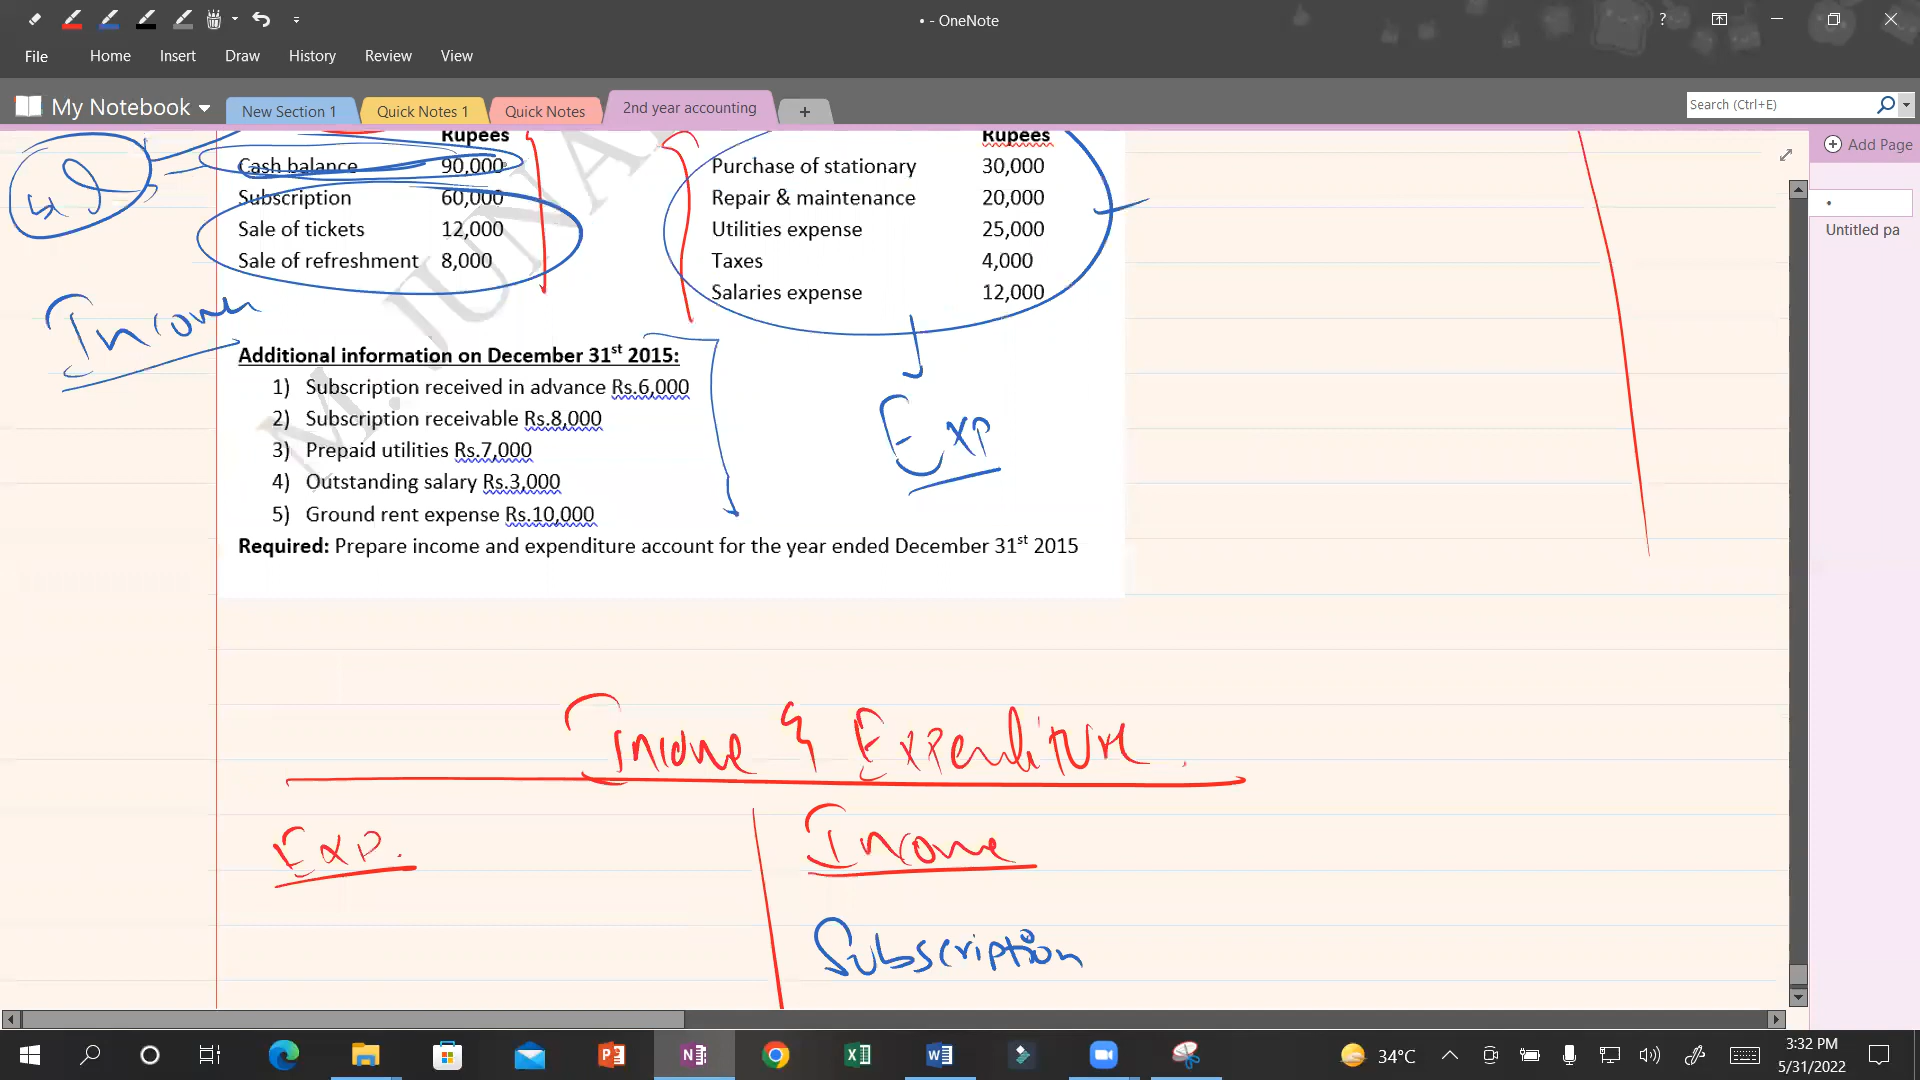 • - OneNote
?
File Home Insert Draw History Review View
My Notebook New Section 1 Quick Notes 1 Quick Notes 2nd year accounting +
Search (Ctrl+E)
Add Page
•
Untitled pa
Rupees
Cash balance 90,000
Subscription 60,000
Sale of tickets 12,000
Sale of refreshment 8,000
Rupees
Purchase of stationary 30,000
Repair & maintenance 20,000
Utilities expense 25,000
Taxes 4,000
Salaries expense 12,000
Income
Exp
M. JUNA
Additional information on December 31st 2015:
1) Subscription received in advance Rs.6,000
2) Subscription receivable Rs.8,000
3) Prepaid utilities Rs.7,000
4) Outstanding salary Rs.3,000
5) Ground rent expense Rs.10,000
Required: Prepare income and expenditure account for the year ended December 31st 2015
Income & Expenditure.
Exp. Income
Subscription
34°C
3:32 PM
5/31/2022